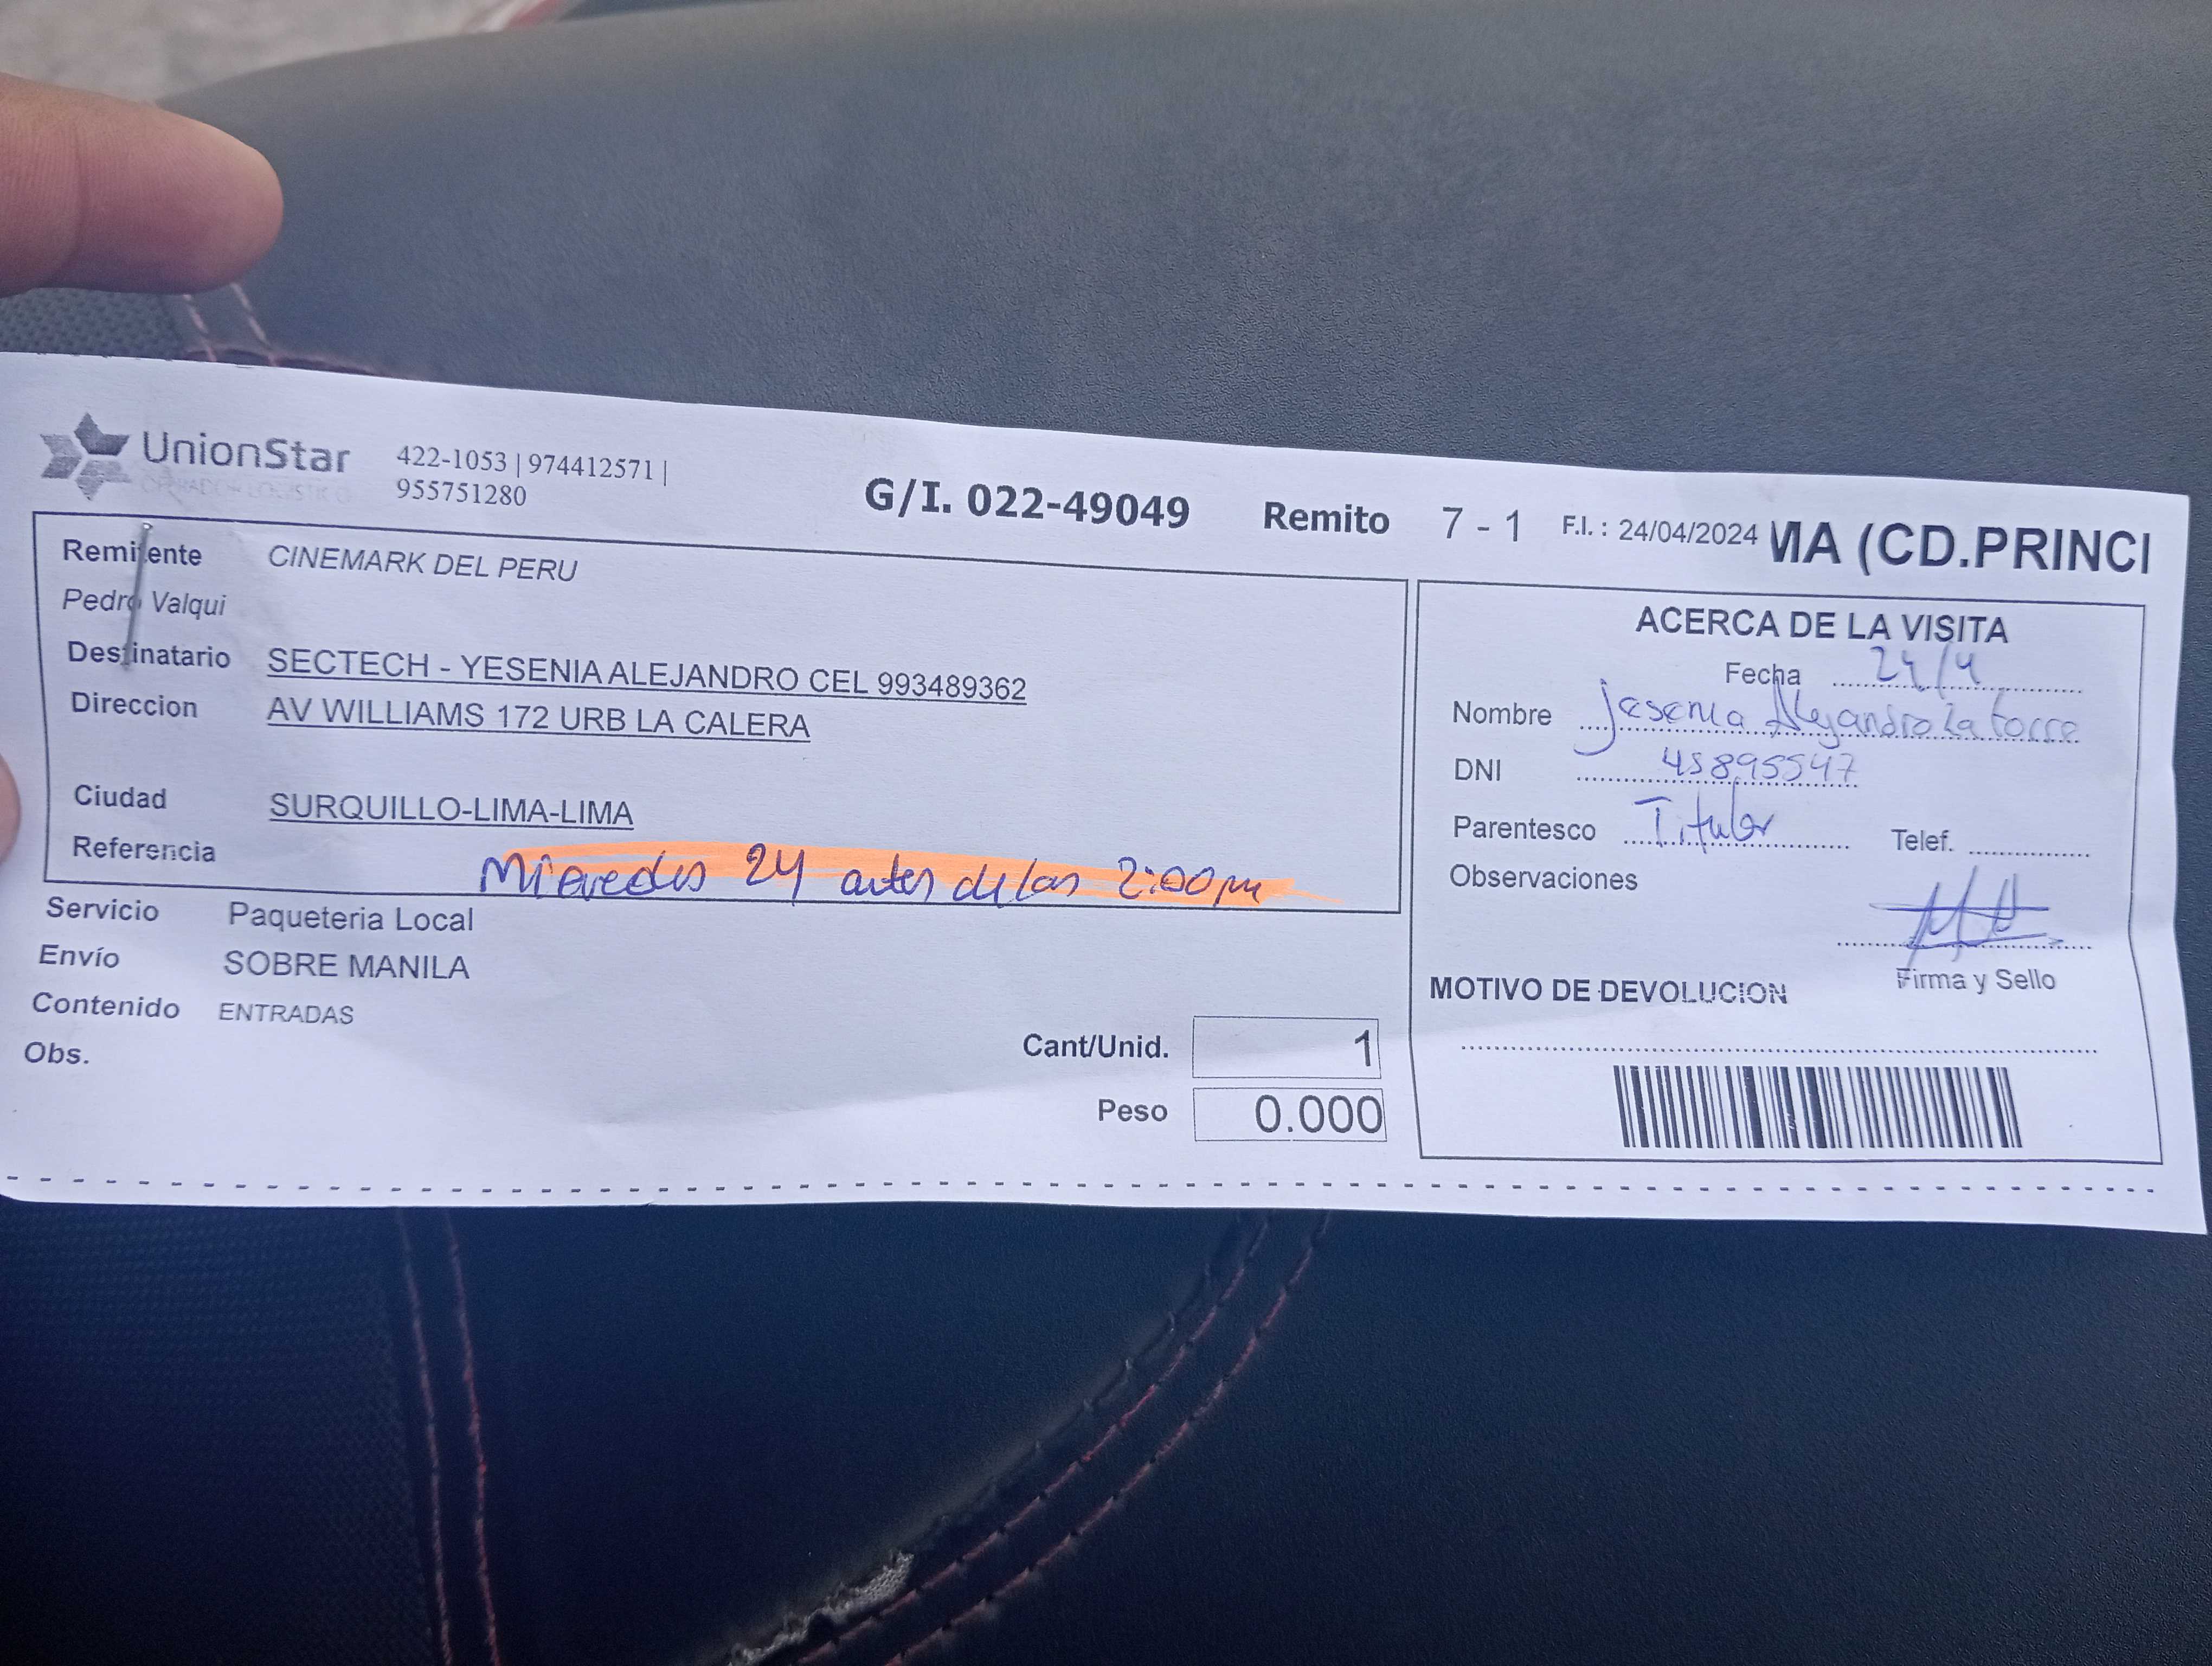 UnionStar
OPERADOR LOGISTICO
422-1053 | 974412571 |
955751280
G/I. 022-49049 Remito 7 - 1 F.I. : 24/04/2024 MA (CD.PRINCI
Remitente CINEMARK DEL PERU
Pedro Valqui
Destinatario SECTECH - YESENIA ALEJANDRO CEL 993489362
Direccion AV WILLIAMS 172 URB LA CALERA
Ciudad SURQUILLO-LIMA-LIMA
Referencia Miercoles 24 antes de las 2:00pm
Servicio Paqueteria Local
Envío SOBRE MANILA
Contenido ENTRADAS
Obs.
Cant/Unid. 1
Peso 0.000
ACERCA DE LA VISITA
Fecha 24/4
Nombre Jesenia Alejandro La torre
DNI 45895547
Parentesco Titular Telef.
Observaciones
Firma y Sello
MOTIVO DE DEVOLUCION